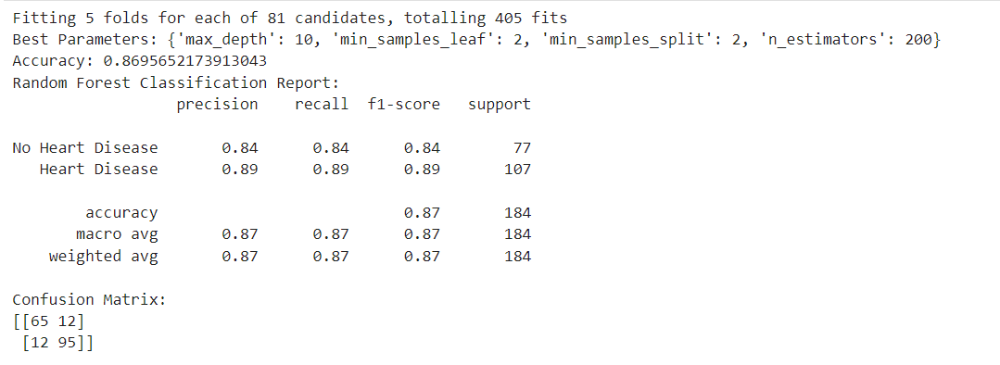 Fitting 5 folds for each of 81 candidates, totalling 405 fits
Best Parameters: {'max_depth': 10, 'min_samples_leaf': 2, 'min_samples_split': 2, 'n_estimators': 200}
Accuracy: 0.8695652173913043
Random Forest Classification Report:
                  precision    recall  f1-score   support

No Heart Disease       0.84      0.84      0.84        77
   Heart Disease       0.89      0.89      0.89       107

        accuracy                           0.87       184
       macro avg       0.87      0.87      0.87       184
    weighted avg       0.87      0.87      0.87       184

Confusion Matrix:
[[65 12]
 [12 95]]